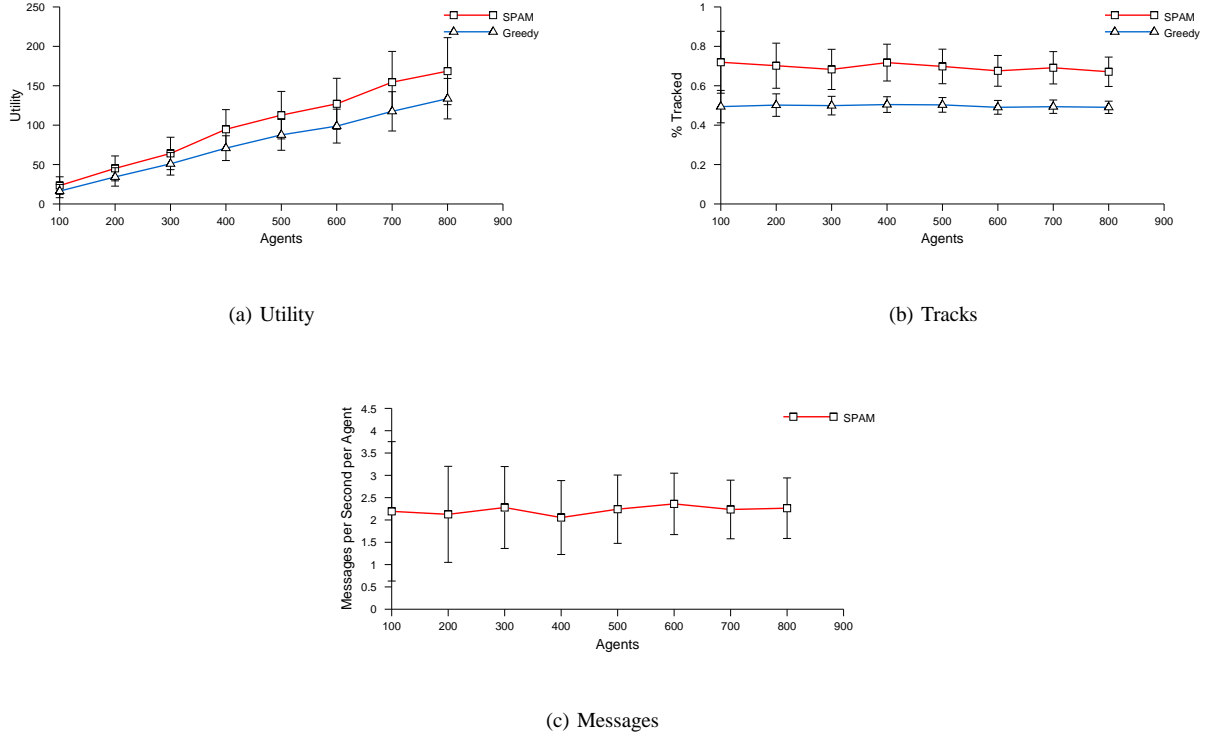 250
200
150
100
50
0
Utility
100 200 300 400 500 600 700 800 900
Agents
SPAM
Greedy
(a) Utility
1
0.8
0.6
0.4
0.2
0
% Tracked
100 200 300 400 500 600 700 800 900
Agents
SPAM
Greedy
(b) Tracks
4.5
4
3.5
3
2.5
2
1.5
1
0.5
0
Messages per Second per Agent
100 200 300 400 500 600 700 800 900
Agents
SPAM
(c) Messages